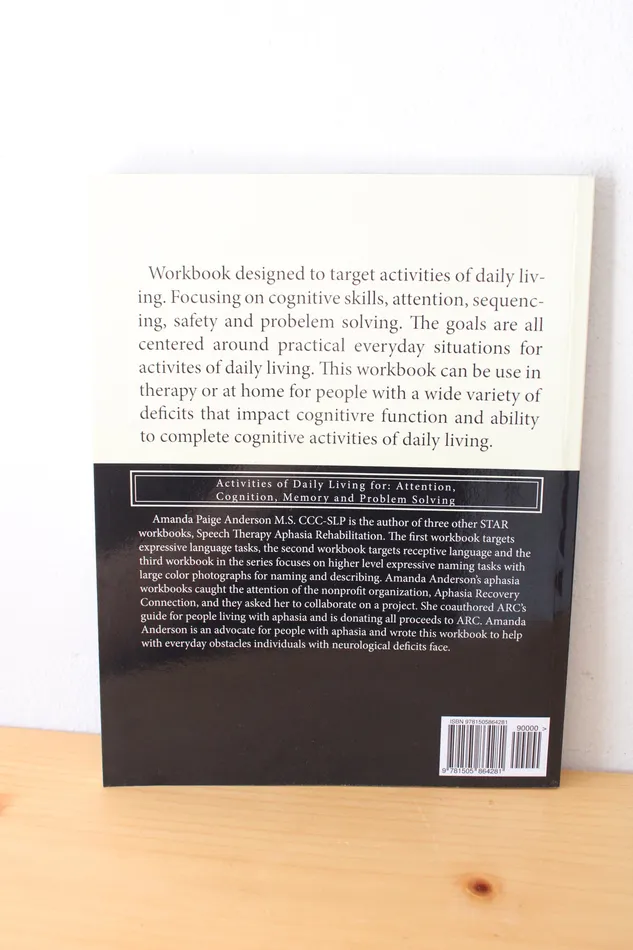 Workbook designed to target activities of daily liv-
ing. Focusing on cognitive skills, attention, sequenc-
ing, safety and probelem solving. The goals are all
centered around practical everyday situations for
activites of daily living. This workbook can be use in
therapy or at home for people with a wide variety of
deficits that impact cognitivre function and ability
to complete cognitive activities of daily living.
Activities of Daily Living for: Attention,
Cognition, Memory and Problem Solving
Amanda Paige Anderson M.S. CCC-SLP is the author of three other STAR
workbooks, Speech Therapy Aphasia Rehabilitation. The first workbook targets
expressive language tasks, the second workbook targets receptive language and the
third workbook in the series focuses on higher level expressive naming tasks with
large color photographs for naming and describing. Amanda Anderson's aphasia
workbooks caught the attention of the nonprofit organization, Aphasia Recovery
Connection, and they asked her to collaborate on a project. She coauthored ARC's
guide for people living with aphasia and is donating all proceeds to ARC. Amanda
Anderson is an advocate for people with aphasia and wrote this workbook to help
with everyday obstacles individuals with neurological deficits face.
ISBN 9781505864281
90000 >
9 781505 864281